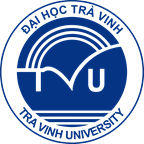 ĐẠI HỌC TRÀ VINH
TVU
TRA VINH UNIVERSITY